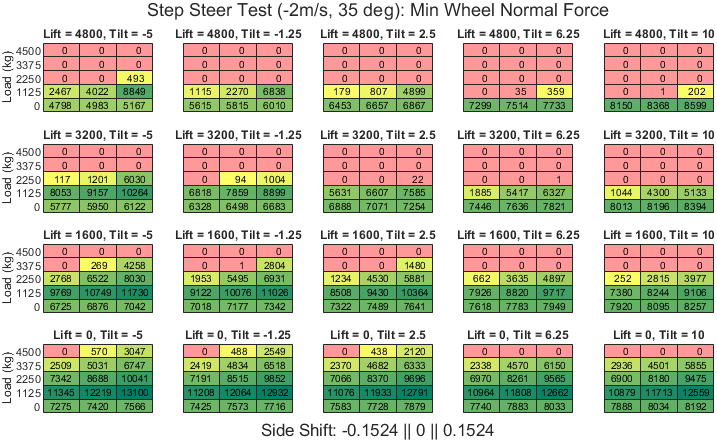 Step Steer Test (-2m/s, 35 deg): Min Wheel Normal Force
Lift = 4800, Tilt = -5 Lift = 4800, Tilt = -1.25 Lift = 4800, Tilt = 2.5 Lift = 4800, Tilt = 6.25 Lift = 4800, Tilt = 10
Load (kg)
4500 0 0 0 0 0 0 0 0 0 0 0 0 0 0 0
3375 0 0 0 0 0 0 0 0 0 0 0 0 0 0 0
2250 0 0 493 0 0 0 0 0 0 0 0 0 0 0 0
1125 2467 4022 8849 1115 2270 6838 179 807 4899 0 35 359 0 1 202
0 4798 4983 5167 5615 5815 6010 6453 6657 6867 7299 7514 7733 8150 8368 8599
Lift = 3200, Tilt = -5 Lift = 3200, Tilt = -1.25 Lift = 3200, Tilt = 2.5 Lift = 3200, Tilt = 6.25 Lift = 3200, Tilt = 10
Load (kg)
4500 0 0 0 0 0 0 0 0 0 0 0 0 0 0 0
3375 0 0 0 0 0 0 0 0 0 0 0 0 0 0 0
2250 117 1201 6030 0 94 1004 0 0 22 0 0 1 0 0 0
1125 8053 9157 10264 6818 7859 8899 5631 6607 7585 1885 5417 6327 1044 4300 5133
0 5777 5950 6122 6328 6498 6683 6888 7071 7254 7446 7636 7821 8013 8196 8394
Lift = 1600, Tilt = -5 Lift = 1600, Tilt = -1.25 Lift = 1600, Tilt = 2.5 Lift = 1600, Tilt = 6.25 Lift = 1600, Tilt = 10
Load (kg)
4500 0 0 0 0 0 0 0 0 0 0 0 0 0 0 0
3375 0 269 4258 0 1 2804 0 0 1480 0 0 0 0 0 0
2250 2768 6522 8030 1953 5495 6931 1234 4530 5881 662 3635 4897 252 2815 3977
1125 9769 10749 11730 9122 10076 11026 8508 9430 10364 7926 8820 9717 7380 8244 9106
0 6725 6876 7042 7018 7177 7342 7322 7489 7641 7618 7783 7949 7920 8095 8257
Lift = 0, Tilt = -5 Lift = 0, Tilt = -1.25 Lift = 0, Tilt = 2.5 Lift = 0, Tilt = 6.25 Lift = 0, Tilt = 10
Load (kg)
4500 0 570 3047 0 488 2549 0 438 2120 0 0 0 0 0 0
3375 2509 5031 6747 2419 4834 6518 2370 4682 6333 2338 4570 6150 2936 4501 5855
2250 7342 8688 10041 7191 8515 9852 7066 8370 9696 6970 8261 9565 6900 8180 9475
1125 11345 12219 13100 11208 12064 12932 11076 11933 12791 10964 11808 12662 10879 11713 12559
0 7275 7420 7566 7425 7573 7716 7583 7728 7879 7740 7883 8033 7888 8034 8192
Side Shift: -0.1524 || 0 || 0.1524